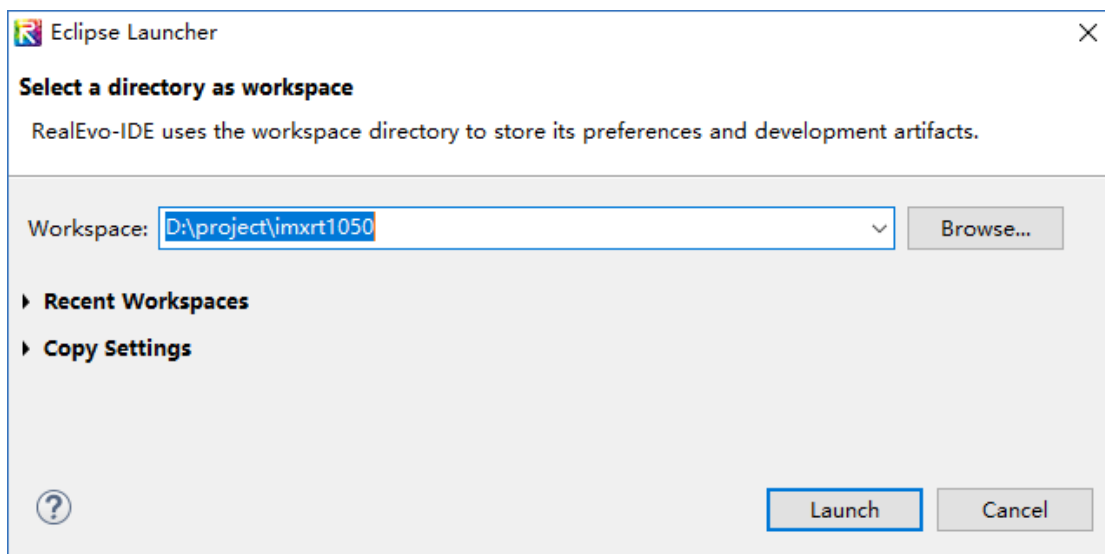 Eclipse Launcher
Select a directory as workspace
RealEvo-IDE uses the workspace directory to store its preferences and development artifacts.
Workspace: D:\project\imxrt1050 Browse...
Recent Workspaces
Copy Settings
? Launch Cancel